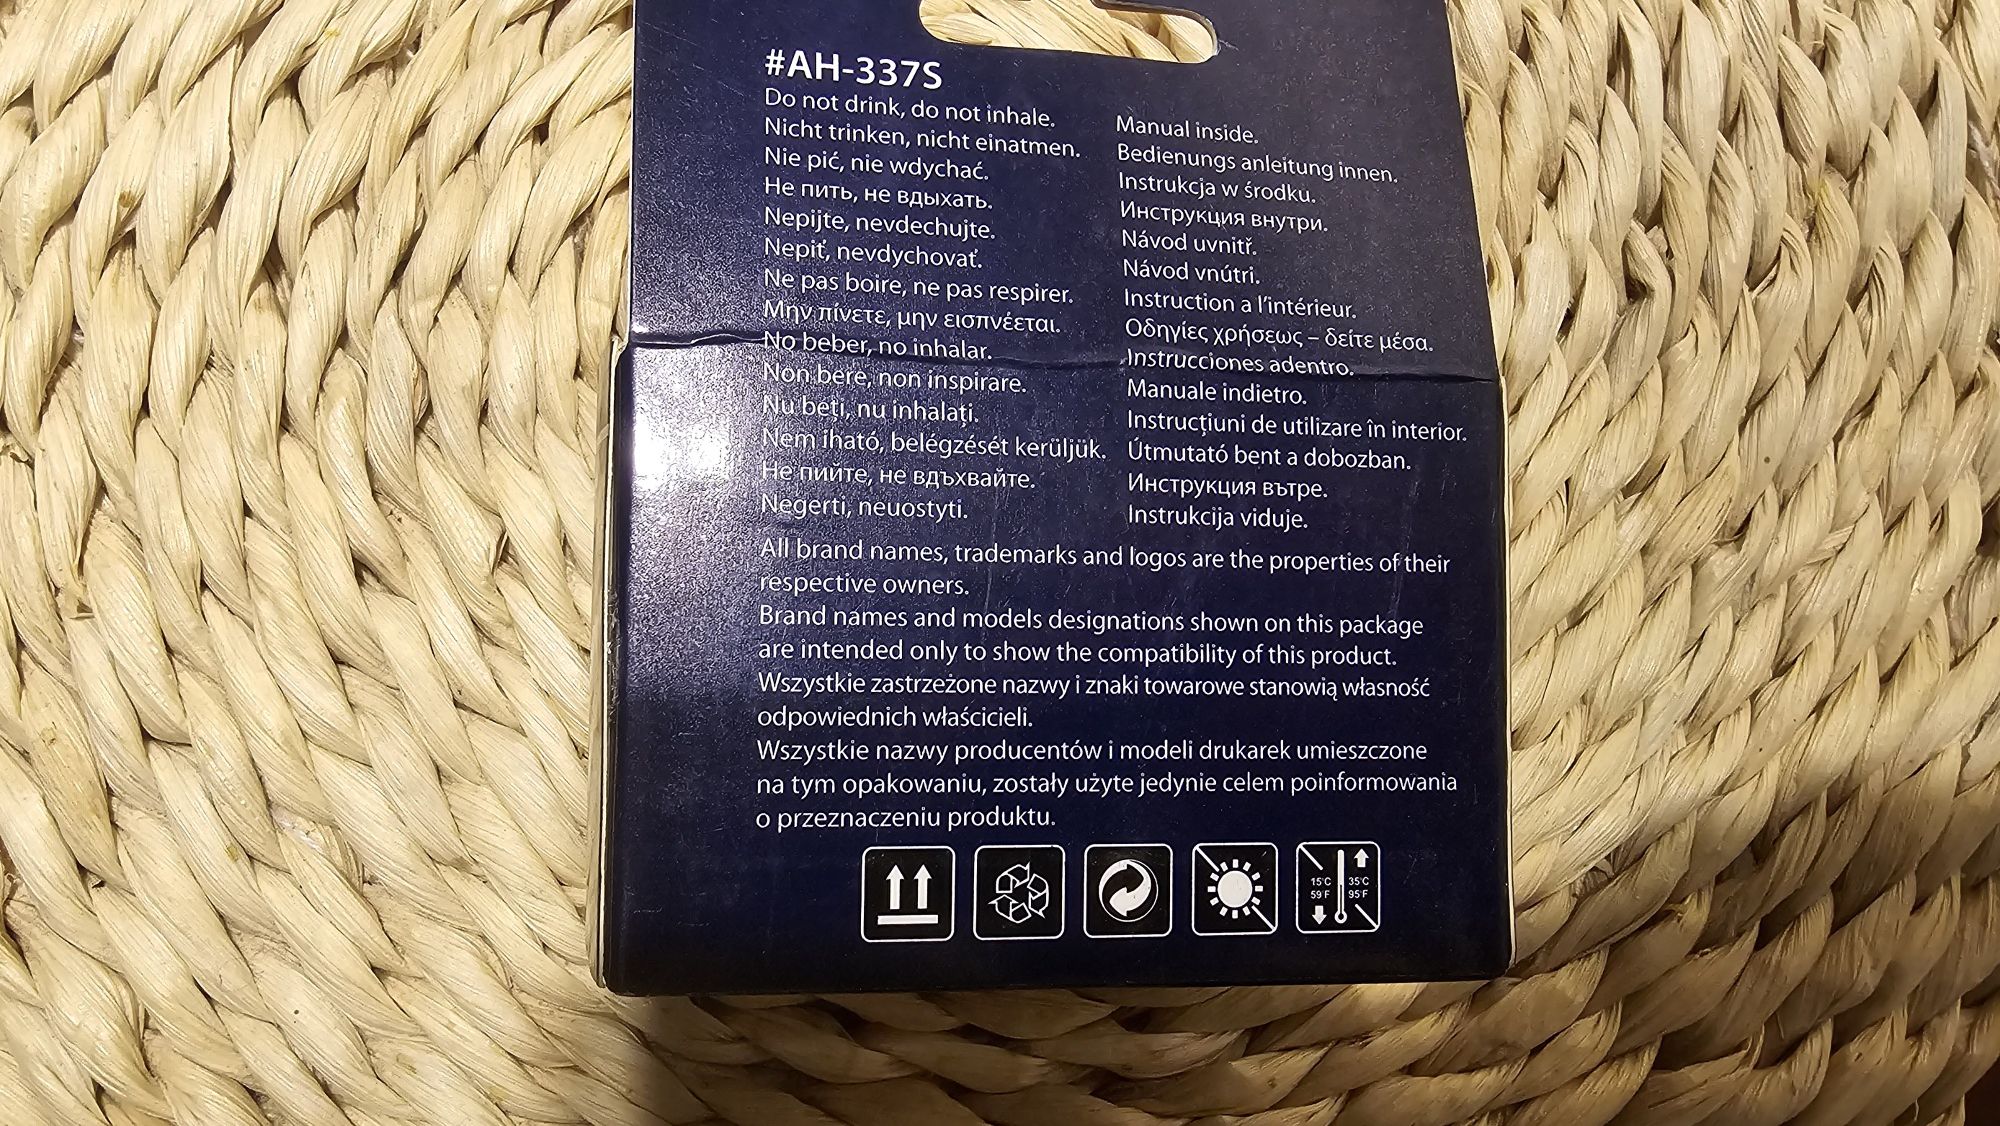 #AH-337S
Do not drink, do not inhale.
Nicht trinken, nicht einatmen.
Nie pić, nie wdychać.
Не пить, не вдыхать.
Nepijte, nevdechujte.
Nepiť, nevdychovať.
Ne pas boire, ne pas respirer.
Μην πίνετε, μην εισπνέεται.
No beber, no inhalar.
Non bere, non inspirare.
Nu beți, nu inhalați.
Nem iható, belégzését kerüljük.
Не пийте, не вдъхвайте.
Negerti, neuostyti.
Manual inside.
Bedienungs anleitung innen.
Instrukcja w środku.
Инструкция внутри.
Návod uvnitř.
Návod vnútri.
Instruction a l'intérieur.
Οδηγίες χρήσεως – δείτε μέσα.
Instrucciones adentro.
Manuale indietro.
Instrucțiuni de utilizare în interior.
Útmutató bent a dobozban.
Инструкция вътре.
Instrukcija viduje.
All brand names, trademarks and logos are the properties of their
respective owners.
Brand names and models designations shown on this package
are intended only to show the compatibility of this product.
Wszystkie zastrzeżone nazwy i znaki towarowe stanowią własność
odpowiednich właścicieli.
Wszystkie nazwy producentów i modeli drukarek umieszczone
na tym opakowaniu, zostały użyte jedynie celem poinformowania
o przeznaczeniu produktu.
15°C 35°C
59°F 95°F